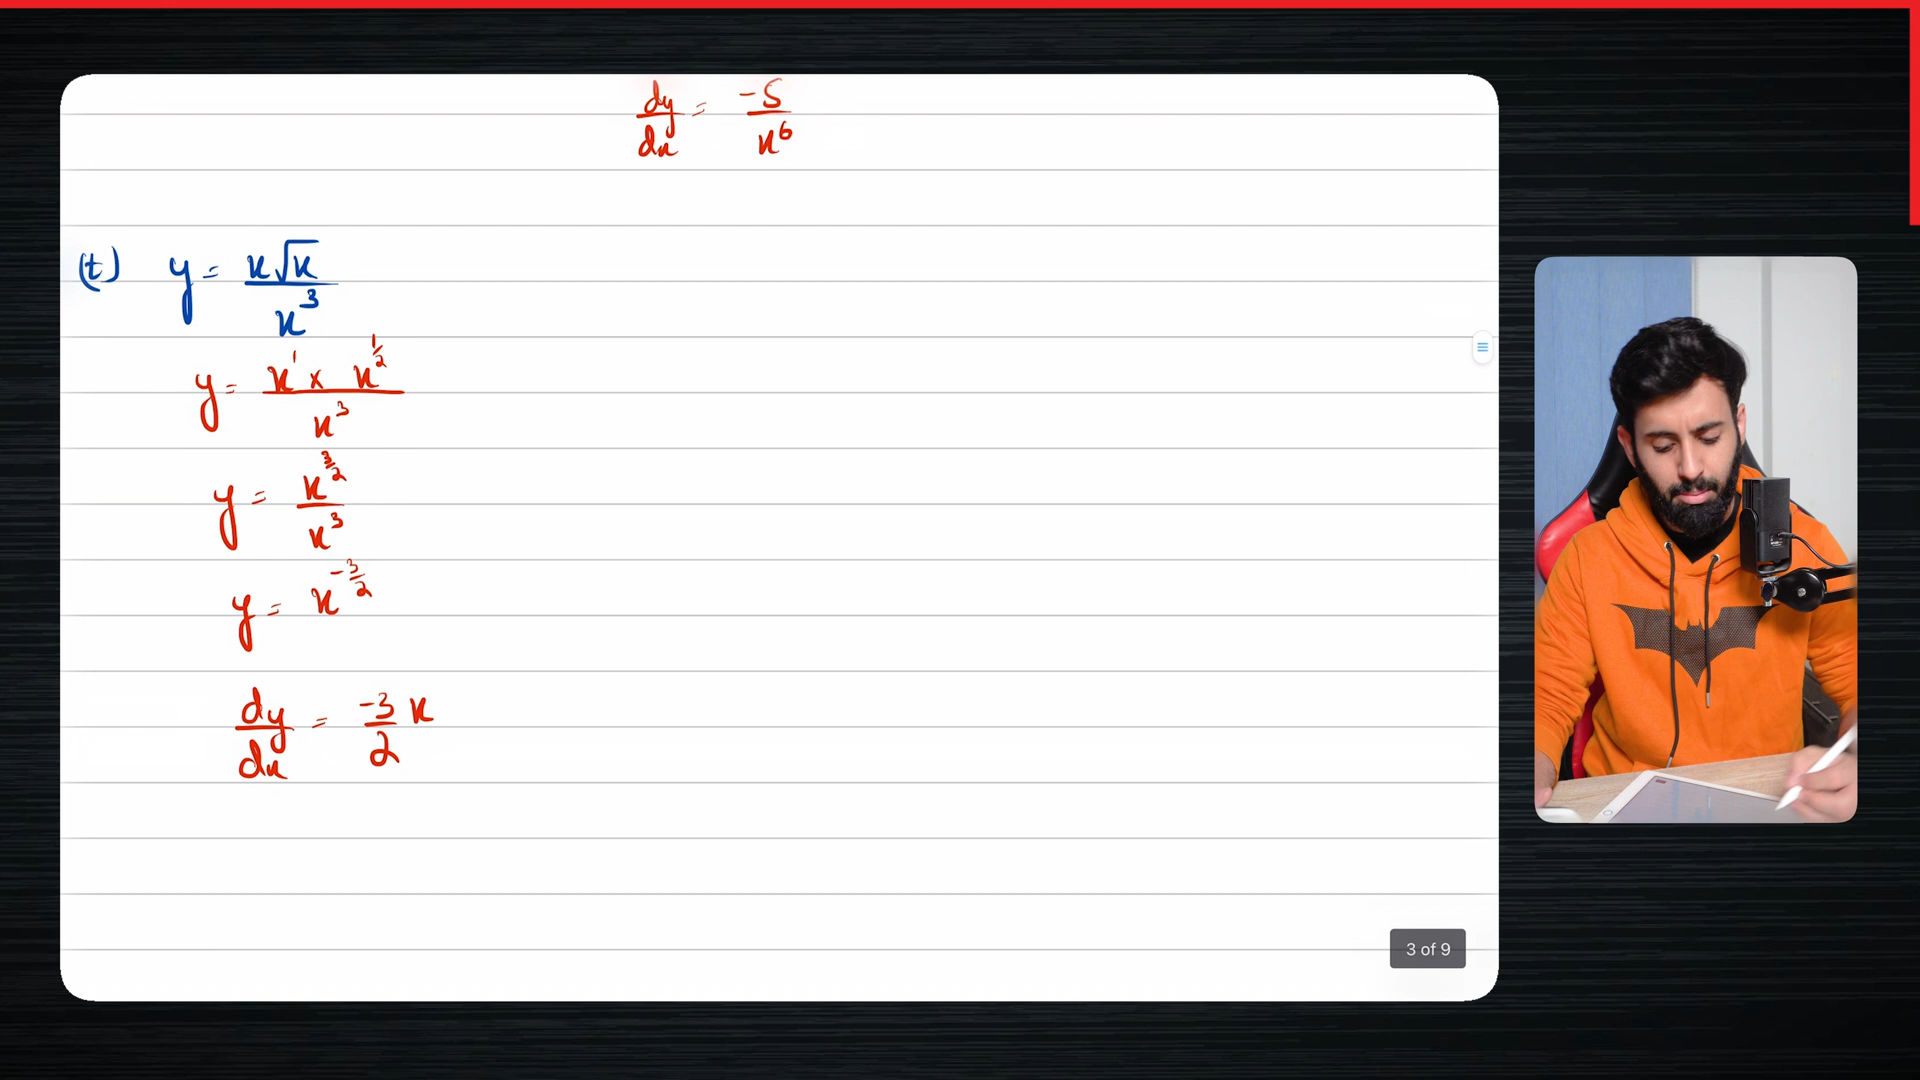 dy/dx = -5/x⁶
(t) y = x√x / x³
y = x¹ × x^(1/2) / x³
y = x^(3/2) / x³
y = x^(-3/2)
dy/dx = -3/2 x
3 of 9